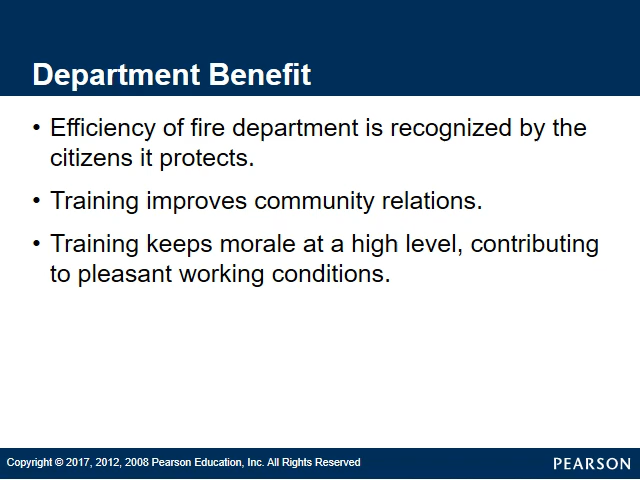 Department Benefit
• Efficiency of fire department is recognized by the
citizens it protects.
• Training improves community relations.
• Training keeps morale at a high level, contributing
to pleasant working conditions.
Copyright © 2017, 2012, 2008 Pearson Education, Inc. All Rights Reserved
PEARSON